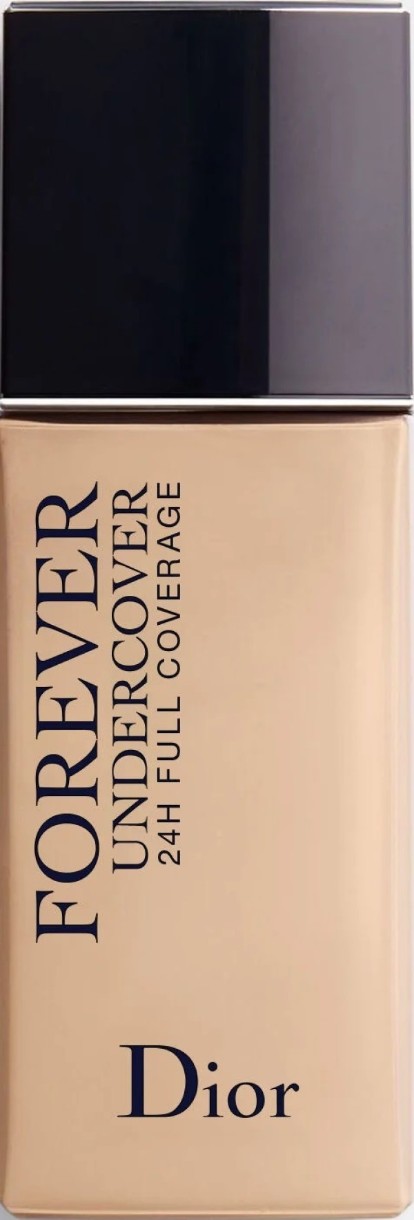 FOREVER
UNDERCOVER
24H FULL COVERAGE
Dior